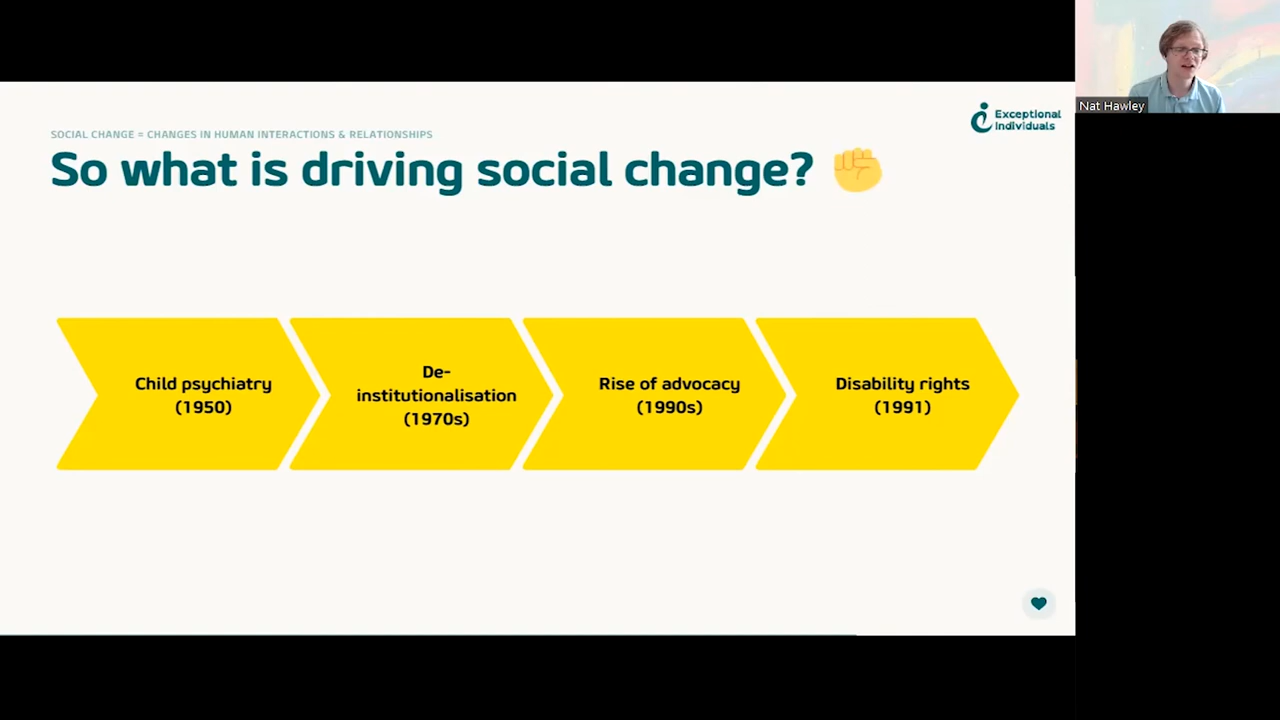 SOCIAL CHANGE = CHANGES IN HUMAN INTERACTIONS & RELATIONSHIPS
So what is driving social change?
Exceptional
Individuals
Nat Hawley
Child psychiatry
(1950)
De-
institutionalisation
(1970s)
Rise of advocacy
(1990s)
Disability rights
(1991)